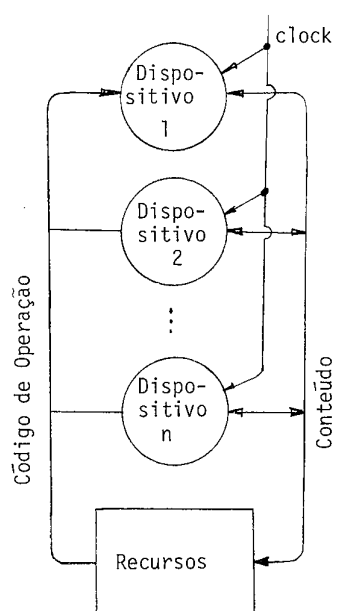 clock
Dispo-
sitivo
1
Dispo-
sitivo
2
Dispo-
sitivo
n
Código de Operação
Conteúdo
Recursos